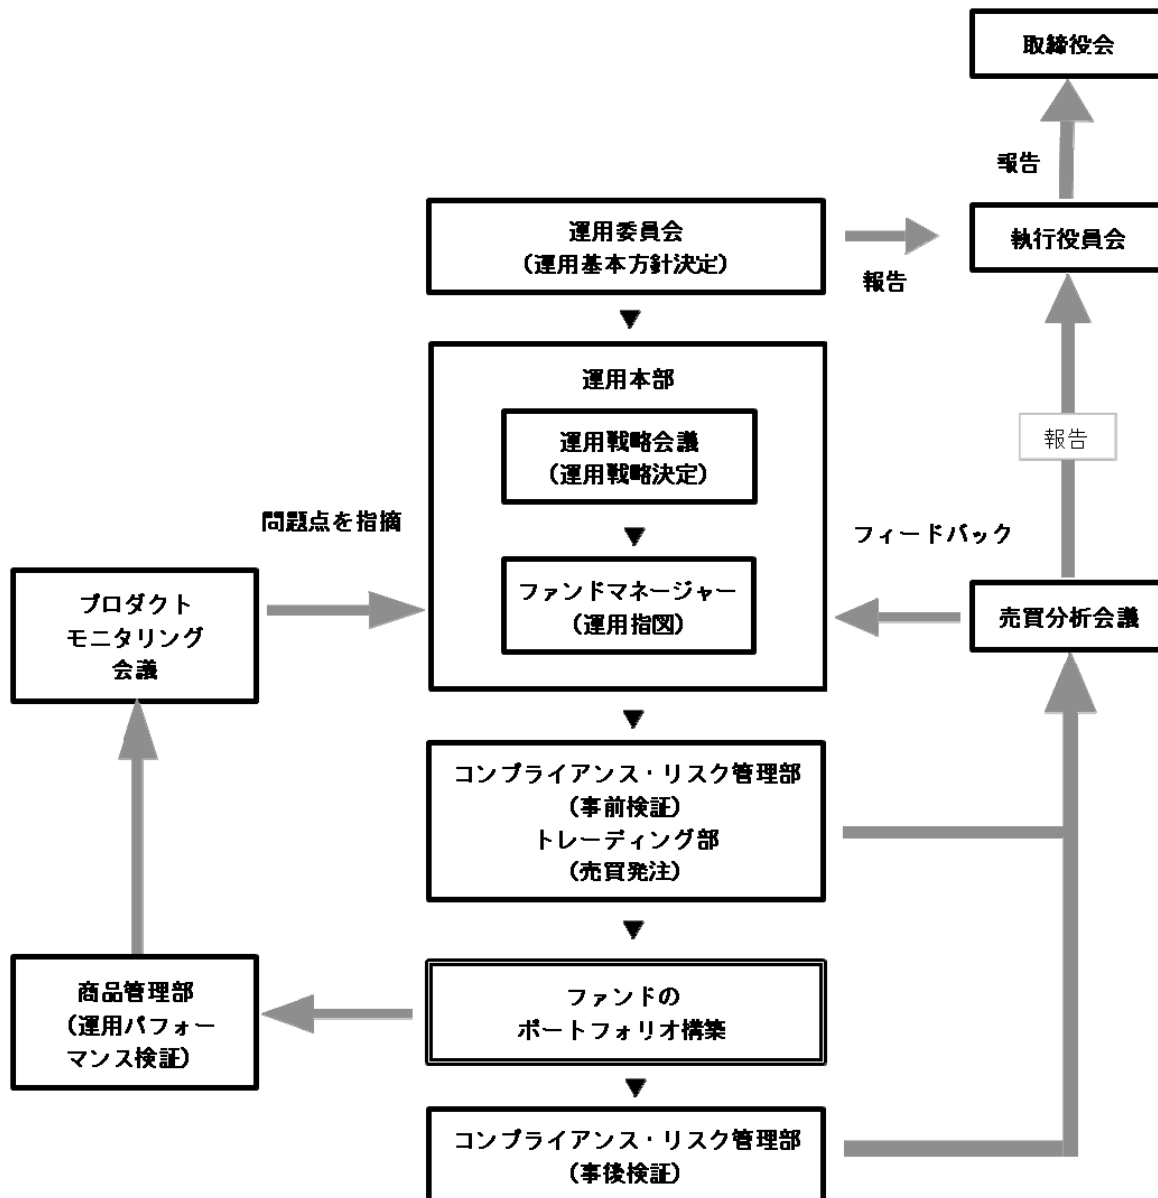 取締役会
報告
運用委員会
（運用基本方針決定）
報告
執行役員会
運用本部
運用戦略会議
（運用戦略決定）
報告
問題点を指摘
フィードバック
プロダクト
モニタリング
会議
ファンドマネージャー
（運用指図）
売買分析会議
コンプライアンス・リスク管理部
（事前検証）
トレーディング部
（売買発注）
商品管理部
（運用パフォー
マンス検証）
ファンドの
ポートフォリオ構築
コンプライアンス・リスク管理部
（事後検証）